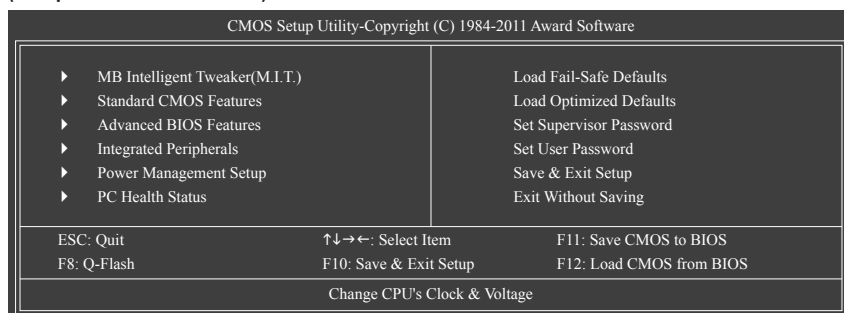 CMOS Setup Utility-Copyright (C) 1984-2011 Award Software
MB Intelligent Tweaker(M.I.T.)
Standard CMOS Features
Advanced BIOS Features
Integrated Peripherals
Power Management Setup
PC Health Status
Load Fail-Safe Defaults
Load Optimized Defaults
Set Supervisor Password
Set User Password
Save & Exit Setup
Exit Without Saving
ESC: Quit ↑↓→←: Select Item F11: Save CMOS to BIOS
F8: Q-Flash F10: Save & Exit Setup F12: Load CMOS from BIOS
Change CPU's Clock & Voltage